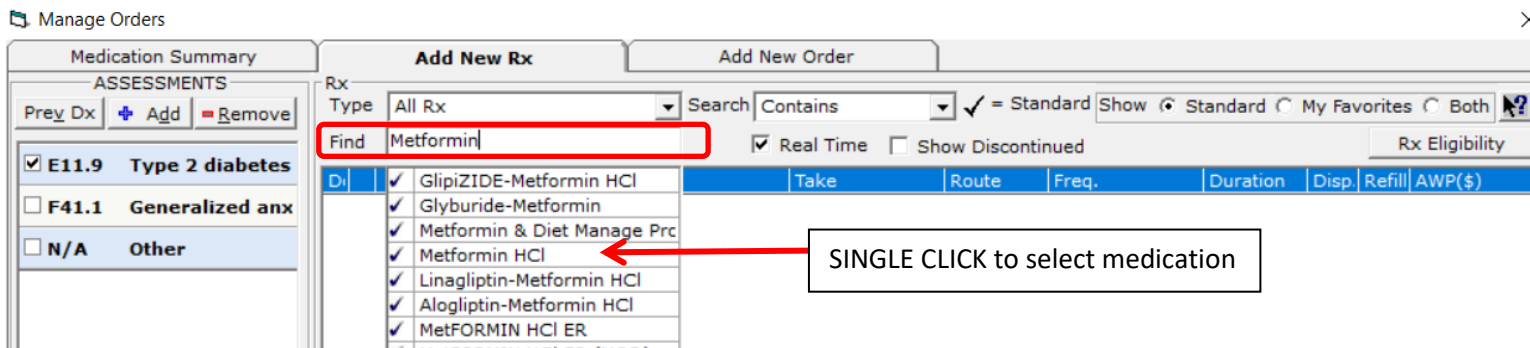 Manage Orders
Medication Summary
Add New Rx
Add New Order
ASSESSMENTS
Prev Dx Add Remove
Rx
Type All Rx Search Contains ✓ = Standard Show Standard My Favorites Both
Find Metformin Real Time Show Discontinued Rx Eligibility
E11.9 Type 2 diabetes
F41.1 Generalized anx
N/A Other
Take Route Freq. Duration Disp. Refill AWP($)
✓ GlipiZIDE-Metformin HCl
✓ Glyburide-Metformin
✓ Metformin & Diet Manage Prc
✓ Metformin HCl
✓ Linagliptin-Metformin HCl
✓ Alogliptin-Metformin HCl
✓ MetFORMIN HCl ER
SINGLE CLICK to select medication